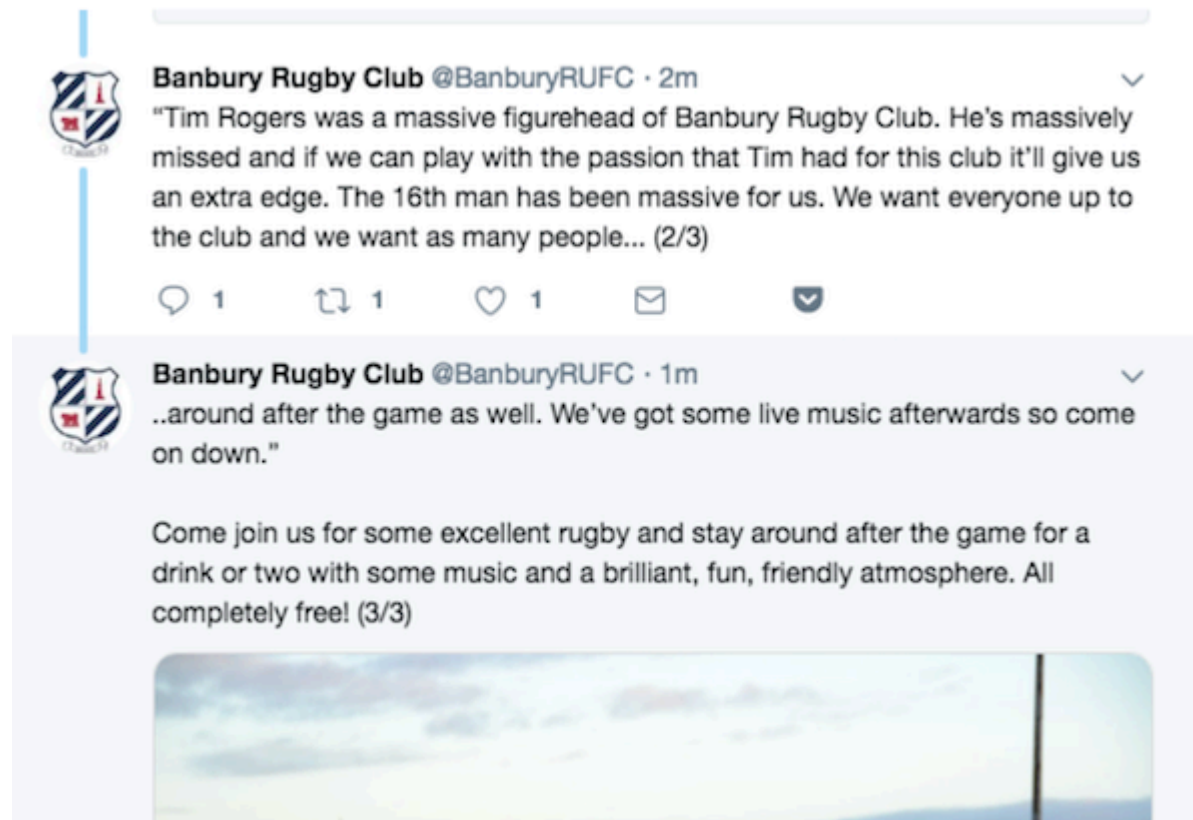 Banbury Rugby Club @BanburyRUFC · 2m
“Tim Rogers was a massive figurehead of Banbury Rugby Club. He’s massively
missed and if we can play with the passion that Tim had for this club it’ll give us
an extra edge. The 16th man has been massive for us. We want everyone up to
the club and we want as many people... (2/3)
1 1 1
Banbury Rugby Club @BanburyRUFC · 1m
..around after the game as well. We’ve got some live music afterwards so come
on down.”
Come join us for some excellent rugby and stay around after the game for a
drink or two with some music and a brilliant, fun, friendly atmosphere. All
completely free! (3/3)